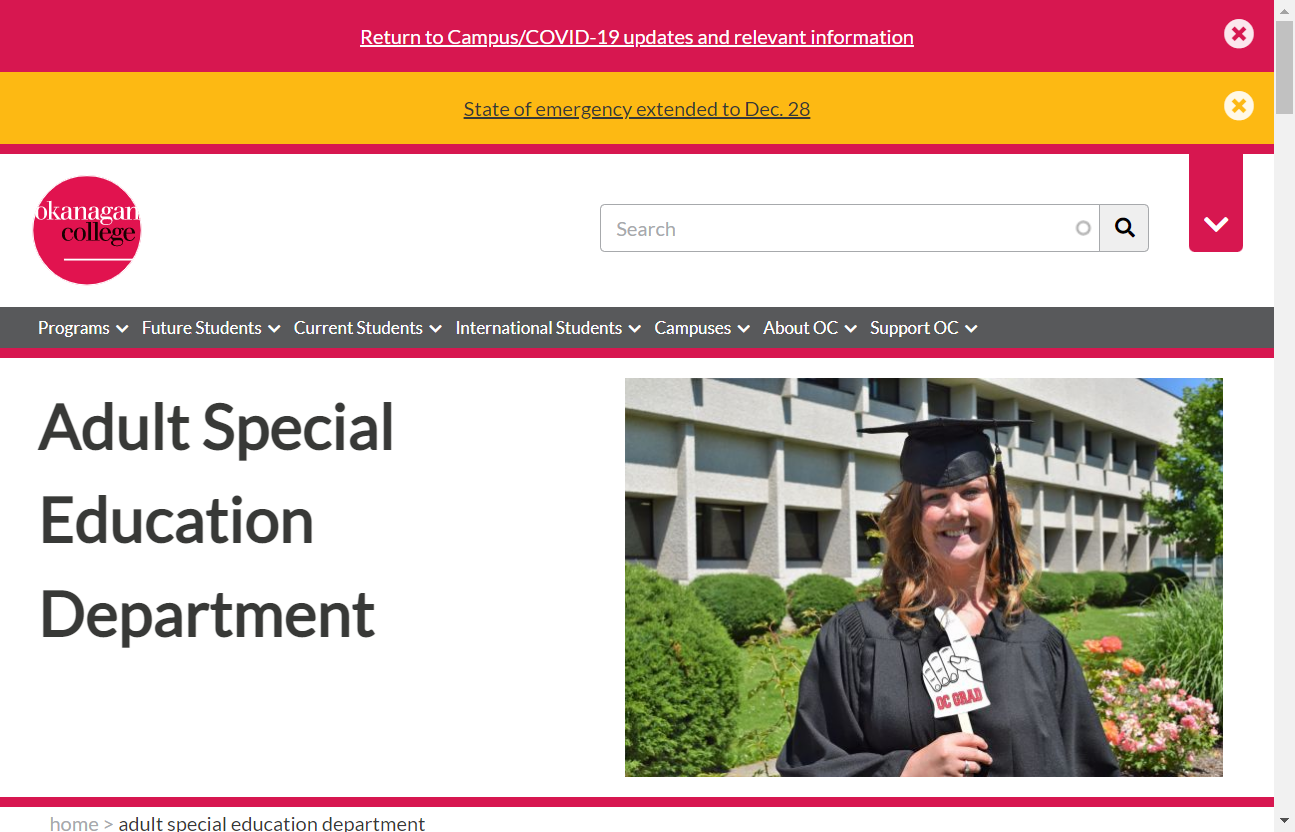 Return to Campus/COVID-19 updates and relevant information
State of emergency extended to Dec. 28
okanagan
college
Search
Programs Future Students Current Students International Students Campuses About OC Support OC
Adult Special
Education
Department
OC GRAD
home > adult special education department